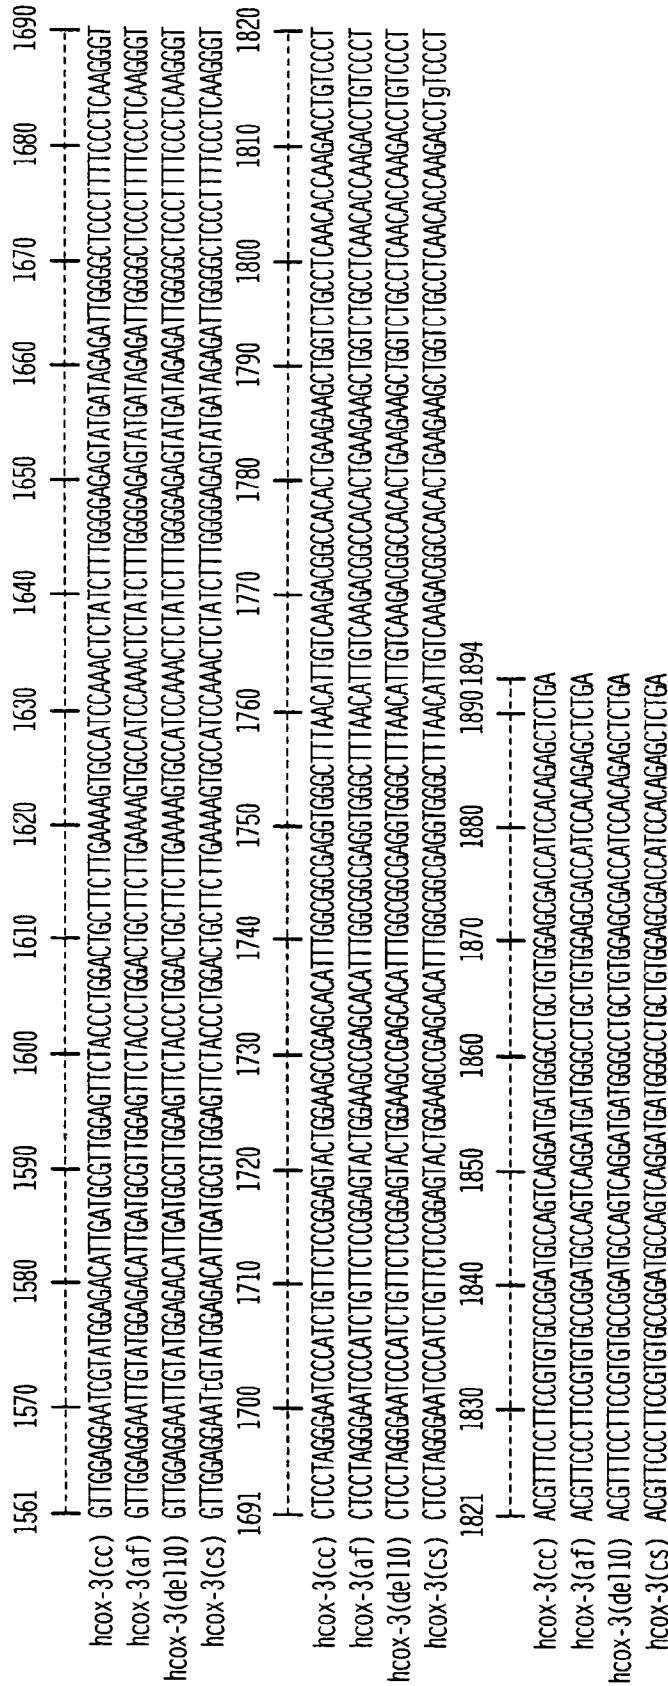 1561 1570 1580 1590 1600 1610 1620 1630 1640 1650 1660 1670 1680 1690
hcox-3(cc) GTTGGAGGAATCGTATGGAGACATTGATGCGTTGGAGTTCTACCCTGGACTGCTTCTTGAAAAGTGCCATCCAAACTCTATCTTTGGGGAGAGTATGATAGAGATTGGGGCTCCCTTTTCCCTCAAGGGT
hcox-3(af) GTTGGAGGAATTGTATGGAGACATTGATGCGTTGGAGTTCTACCCTGGACTGCTTCTTGAAAAGTGCCATCCAAACTCTATCTTTGGGGAGAGTATGATAGAGATTGGGGCTCCCTTTTCCCTCAAGGGT
hcox-3(del10) GTTGGAGGAATTGTATGGAGACATTGATGCGTTGGAGTTCTACCCTGGACTGCTTCTTGAAAAGTGCCATCCAAACTCTATCTTTGGGGAGAGTATGATAGAGATTGGGGCTCCCTTTTCCCTCAAGGGT
hcox-3(cs) GTTGGAGGAATtGTATGGAGACATTGATGCGTTGGAGTTCTACCCTGGACTGCTTCTTGAAAAGTGCCATCCAAACTCTATCTTTGGGGAGAGTATGATAGAGATTGGGGCTCCCTTTTCCCTCAAGGGT
1691 1700 1710 1720 1730 1740 1750 1760 1770 1780 1790 1800 1810 1820
hcox-3(cc) CTCCTAGGGAATCCCATCTGTTCTCCGGAGTACTGGAAGCCGAGCACATTTGGCGGCGAGGTGGGCTTTAACATTGTCAAGACGGCCACACTGAAGAAGCTGGTCTGCCTCAACACCAAGACCTGTCCCT
hcox-3(af) CTCCTAGGGAATCCCATCTGTTCTCCGGAGTACTGGAAGCCGAGCACATTTGGCGGCGAGGTGGGCTTTAACATTGTCAAGACGGCCACACTGAAGAAGCTGGTCTGCCTCAACACCAAGACCTGTCCCT
hcox-3(del10) CTCCTAGGGAATCCCATCTGTTCTCCGGAGTACTGGAAGCCGAGCACATTTGGCGGCGAGGTGGGCTTTAACATTGTCAAGACGGCCACACTGAAGAAGCTGGTCTGCCTCAACACCAAGACCTGTCCCT
hcox-3(cs) CTCCTAGGGAATCCCATCTGTTCTCCGGAGTACTGGAAGCCGAGCACATTTGGCGGCGAGGTGGGCTTTAACATTGTCAAGACGGCCACACTGAAGAAGCTGGTCTGCCTCAACACCAAGACCTgTCCCT
1821 1830 1840 1850 1860 1870 1880 1890 1894
hcox-3(cc) ACGTTTCCTTCCGTGTGCCGGATGCCAGTCAGGATGATGGGCCTGCTGTGGAGCGACCATCCACAGAGCTCTGA
hcox-3(af) ACGTTCCCTTCCGTGTGCCGGATGCCAGTCAGGATGATGGGCCTGCTGTGGAGCGACCATCCACAGAGCTCTGA
hcox-3(del10) ACGTTTCCTTCCGTGTGCCGGATGCCAGTCAGGATGATGGGCCTGCTGTGGAGCGACCATCCACAGAGCTCTGA
hcox-3(cs) ACGTTCCCTTCCGTGTGCCGGATGCCAGTCAGGATGATGGGCCTGCTGTGGAGCGACCATCCACAGAGCTCTGA